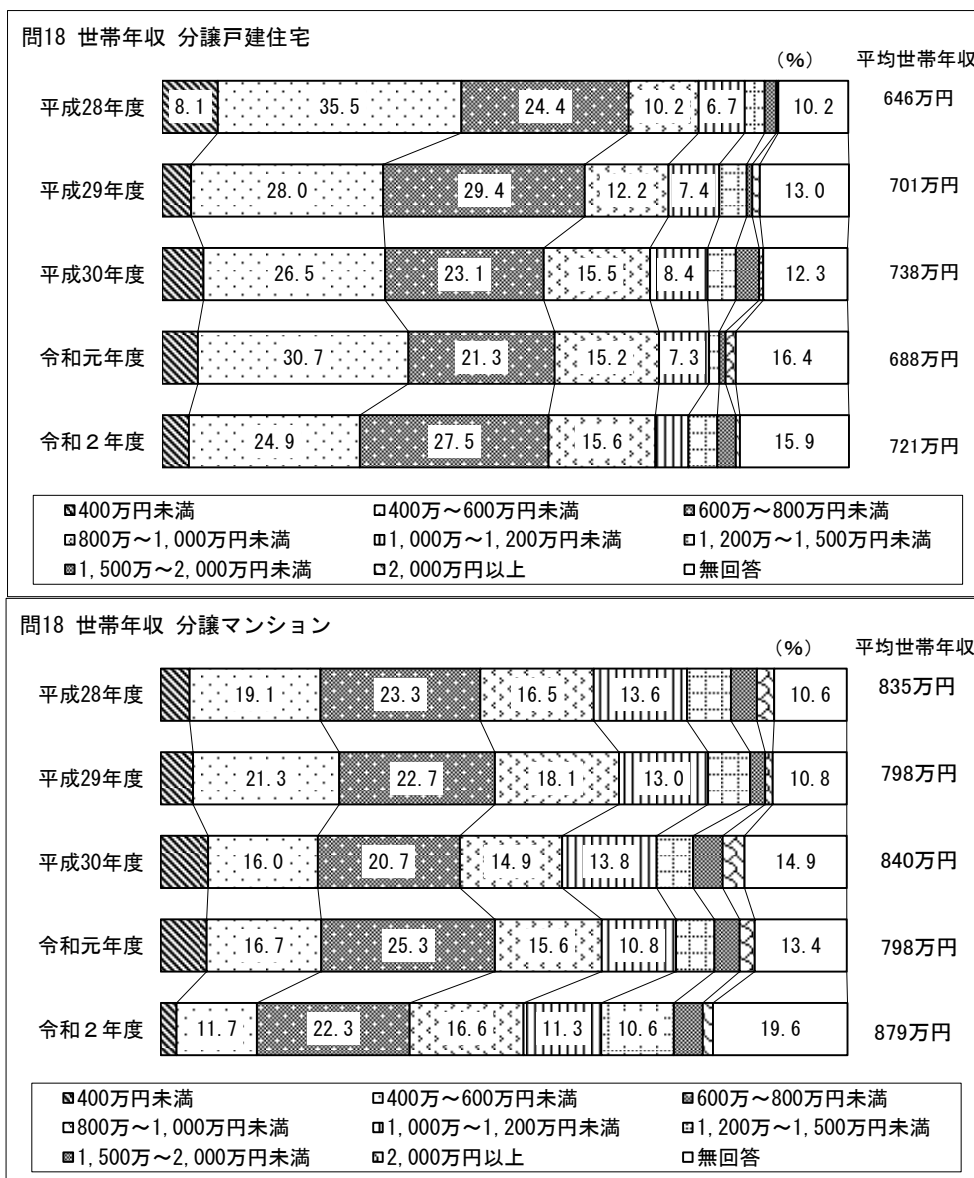 問18 世帯年収 分譲戸建住宅
(%) 平均世帯年収
平成28年度 8.1 35.5 24.4 10.2 6.7 10.2 646万円
平成29年度 28.0 29.4 12.2 7.4 13.0 701万円
平成30年度 26.5 23.1 15.5 8.4 12.3 738万円
令和元年度 30.7 21.3 15.2 7.3 16.4 688万円
令和2年度 24.9 27.5 15.6 15.9 721万円
400万円未満 400万～600万円未満 600万～800万円未満
800万～1,000万円未満 1,000万～1,200万円未満 1,200万～1,500万円未満
1,500万～2,000万円未満 2,000万円以上 無回答
問18 世帯年収 分譲マンション
(%) 平均世帯年収
平成28年度 19.1 23.3 16.5 13.6 10.6 835万円
平成29年度 21.3 22.7 18.1 13.0 10.8 798万円
平成30年度 16.0 20.7 14.9 13.8 14.9 840万円
令和元年度 16.7 25.3 15.6 10.8 13.4 798万円
令和2年度 11.7 22.3 16.6 11.3 10.6 19.6 879万円
400万円未満 400万～600万円未満 600万～800万円未満
800万～1,000万円未満 1,000万～1,200万円未満 1,200万～1,500万円未満
1,500万～2,000万円未満 2,000万円以上 無回答